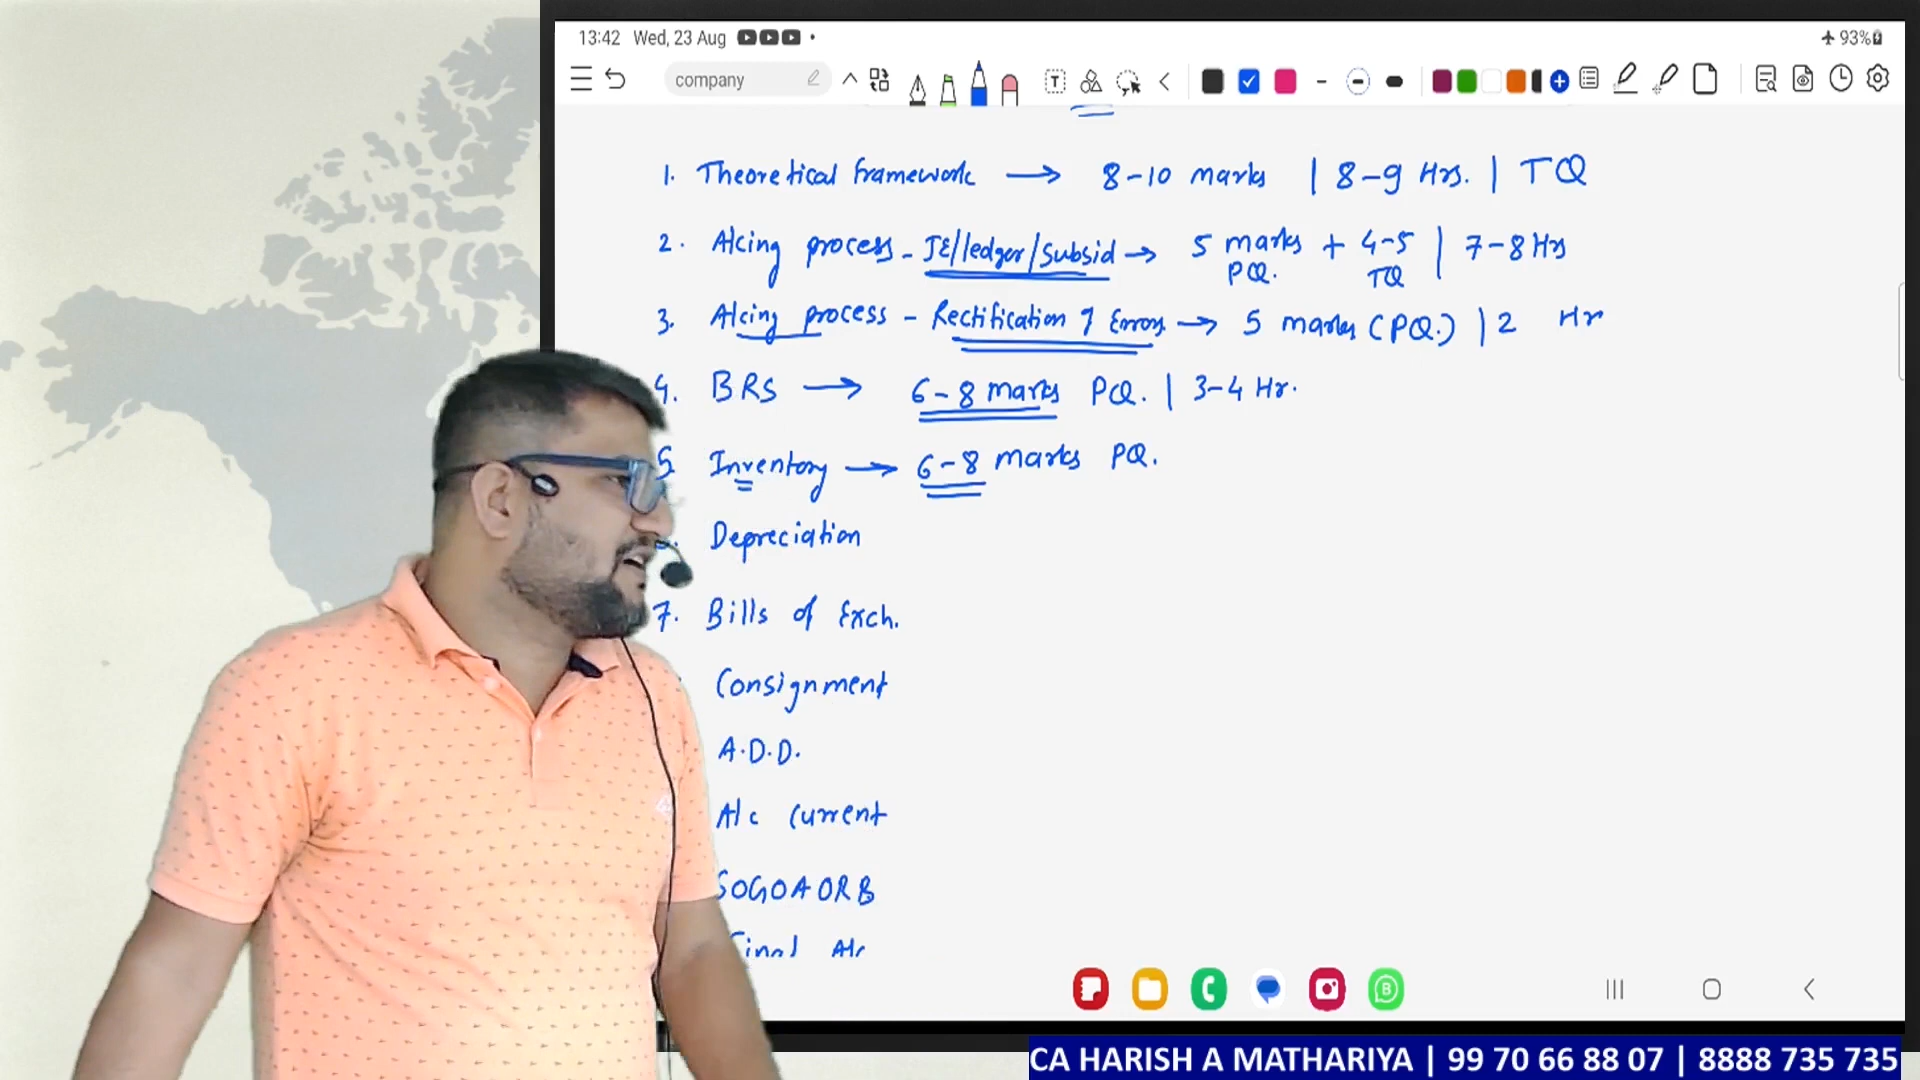 13:42 Wed, 23 Aug 93%
company
1. Theoretical framework → 8-10 marks | 8-9 Hrs. | TQ
2. A/cing process - JE/ledger/Subsid → 5 marks PQ. + 4-5 TQ | 7-8 Hrs
3. A/cing process - Rectification of Errors → 5 marks (PQ.) | 2 Hr
4. BRS → 6-8 marks PQ. | 3-4 Hr.
5. Inventory → 6-8 marks PQ.
Depreciation
7. Bills of Exch.
Consignment
A.D.D.
A/c Current
SOGOAORB
Final A/c
CA HARISH A MATHARIYA | 99 70 66 88 07 | 8888 735 735